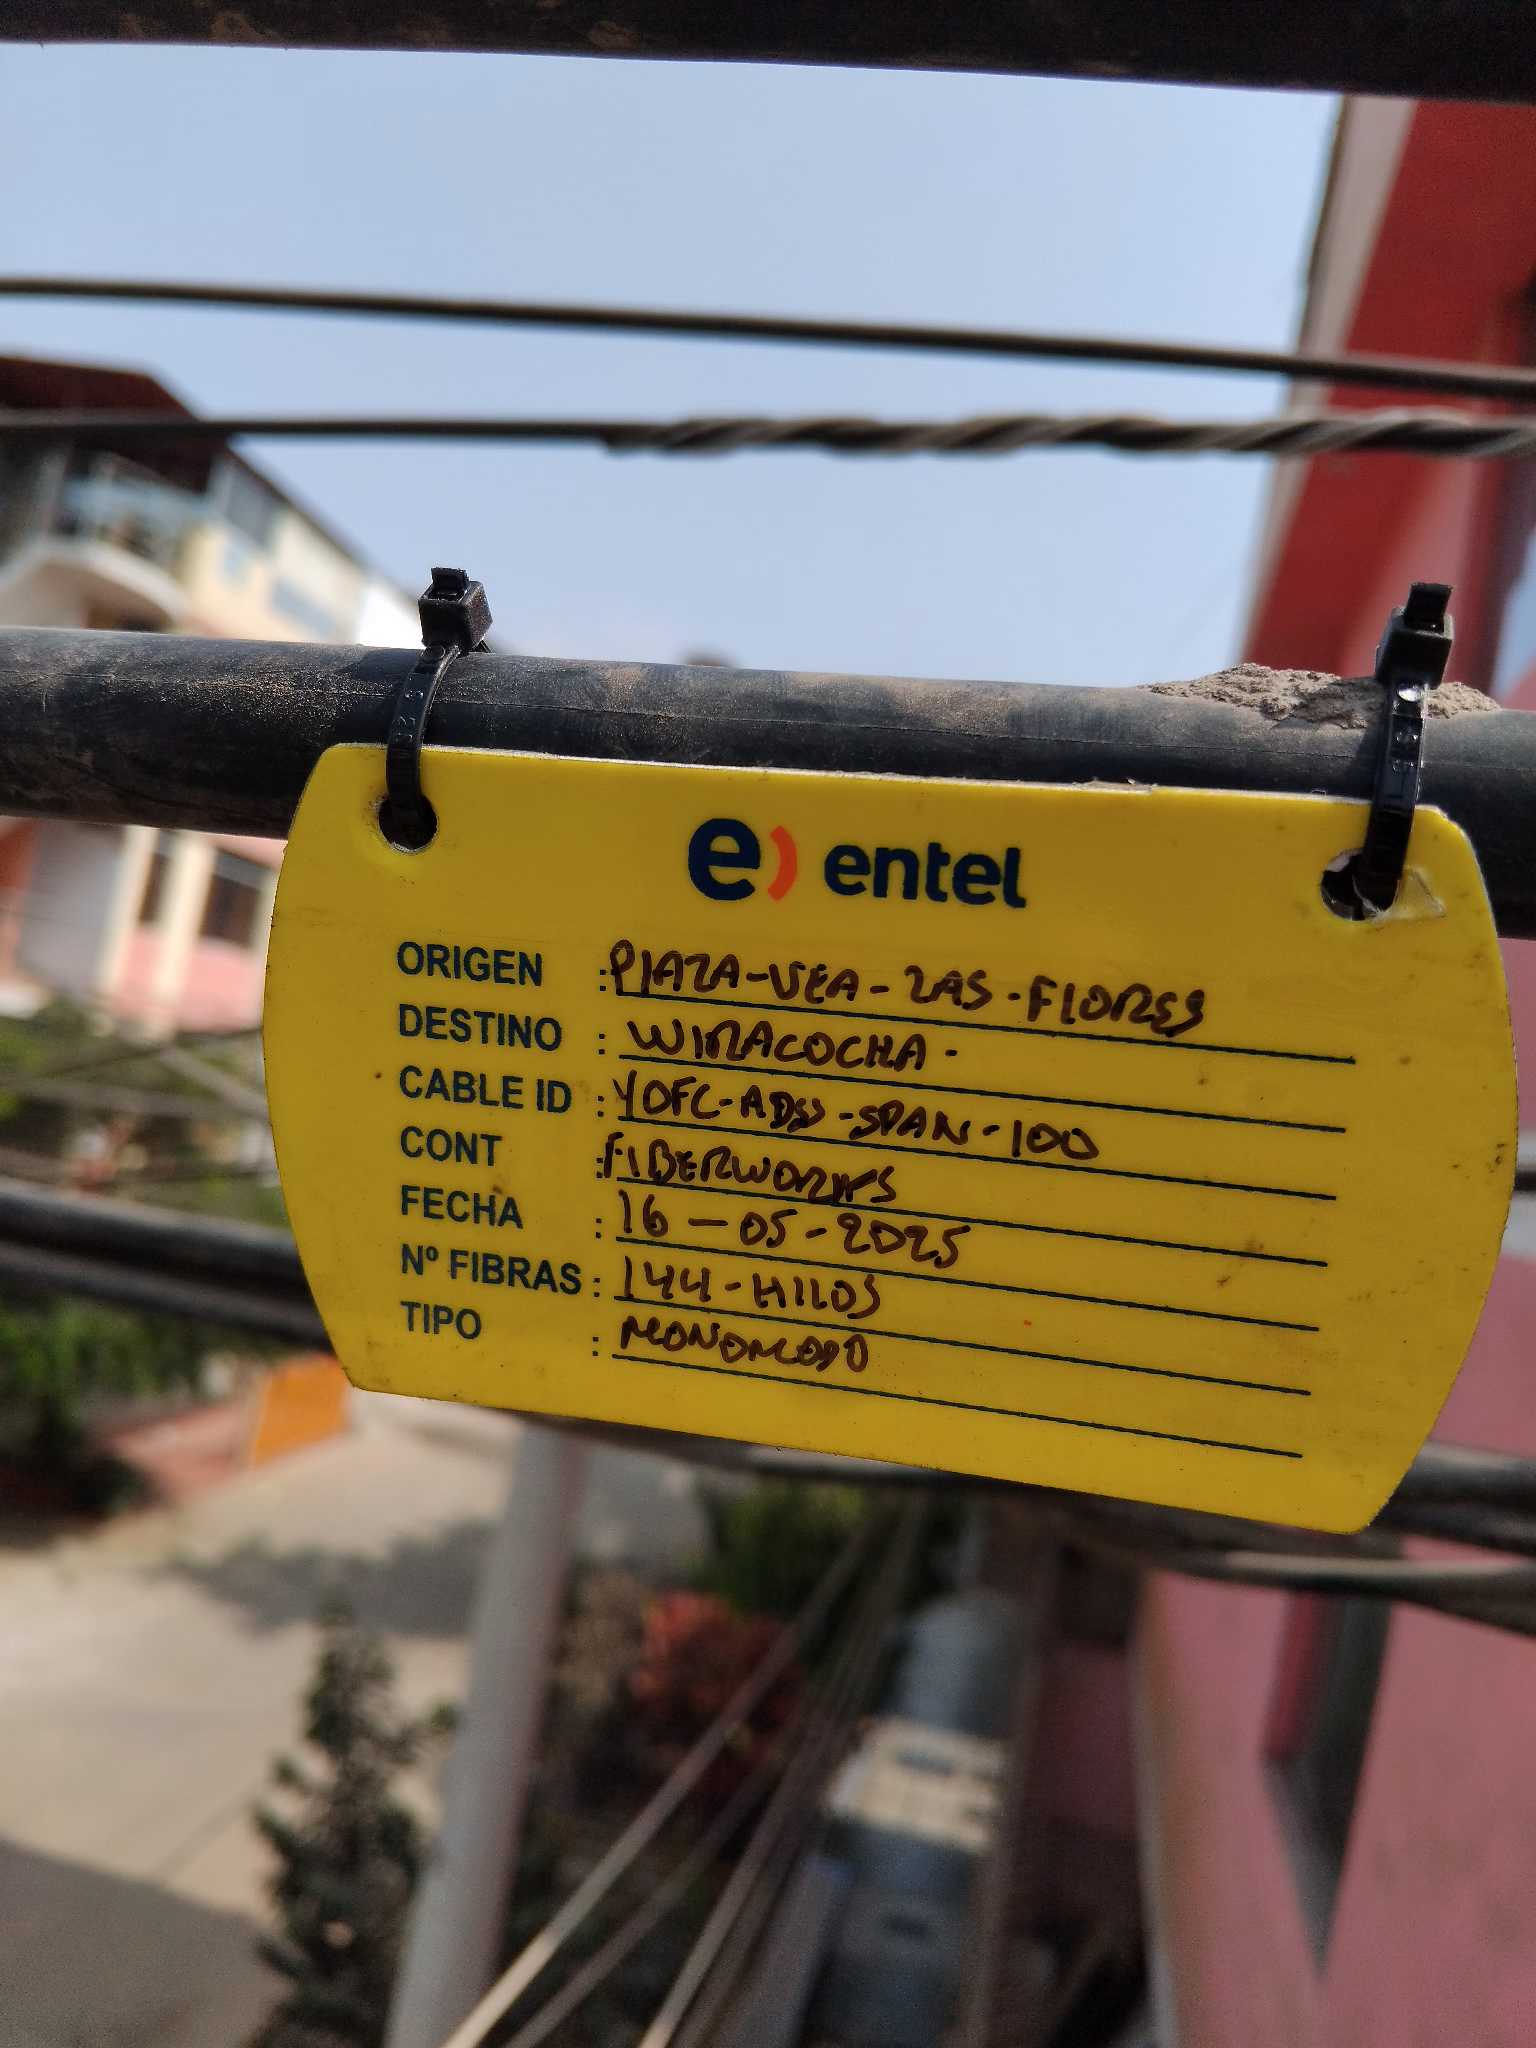 e) entel
ORIGEN : PLAZA-VEA-LAS-FLORES
DESTINO : WIRACOCHA-
CABLE ID : YOFC-ADSS-SPAN-100
CONT : FIBERWORKS
FECHA : 16-05-2025
Nº FIBRAS : 144-HILOS
TIPO : MONOMODO